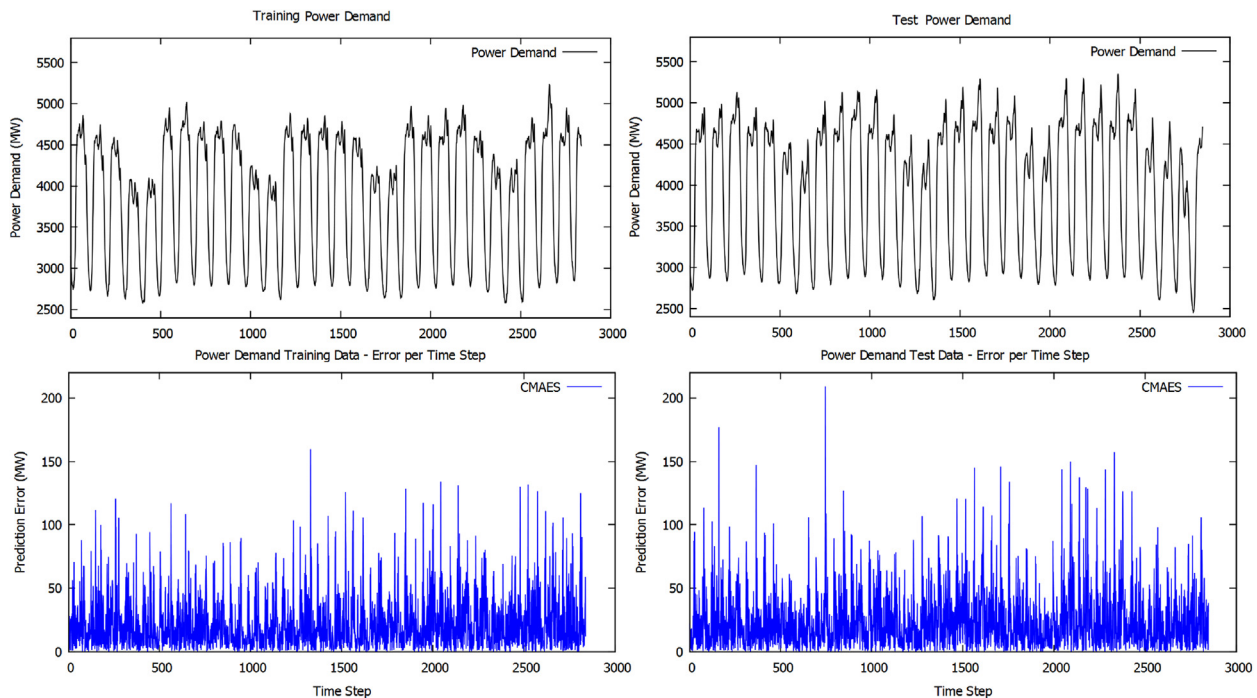 Training Power Demand
Power Demand
Power Demand (MW)
5500
5000
4500
4000
3500
3000
2500
0 500 1000 1500 2000 2500 3000
Test Power Demand
Power Demand
Power Demand (MW)
5500
5000
4500
4000
3500
3000
2500
0 500 1000 1500 2000 2500 3000
Power Demand Training Data - Error per Time Step
CMAES
Prediction Error (MW)
200
150
100
50
0
0 500 1000 1500 2000 2500 3000
Time Step
Power Demand Test Data - Error per Time Step
CMAES
Prediction Error (MW)
200
150
100
50
0
0 500 1000 1500 2000 2500 3000
Time Step